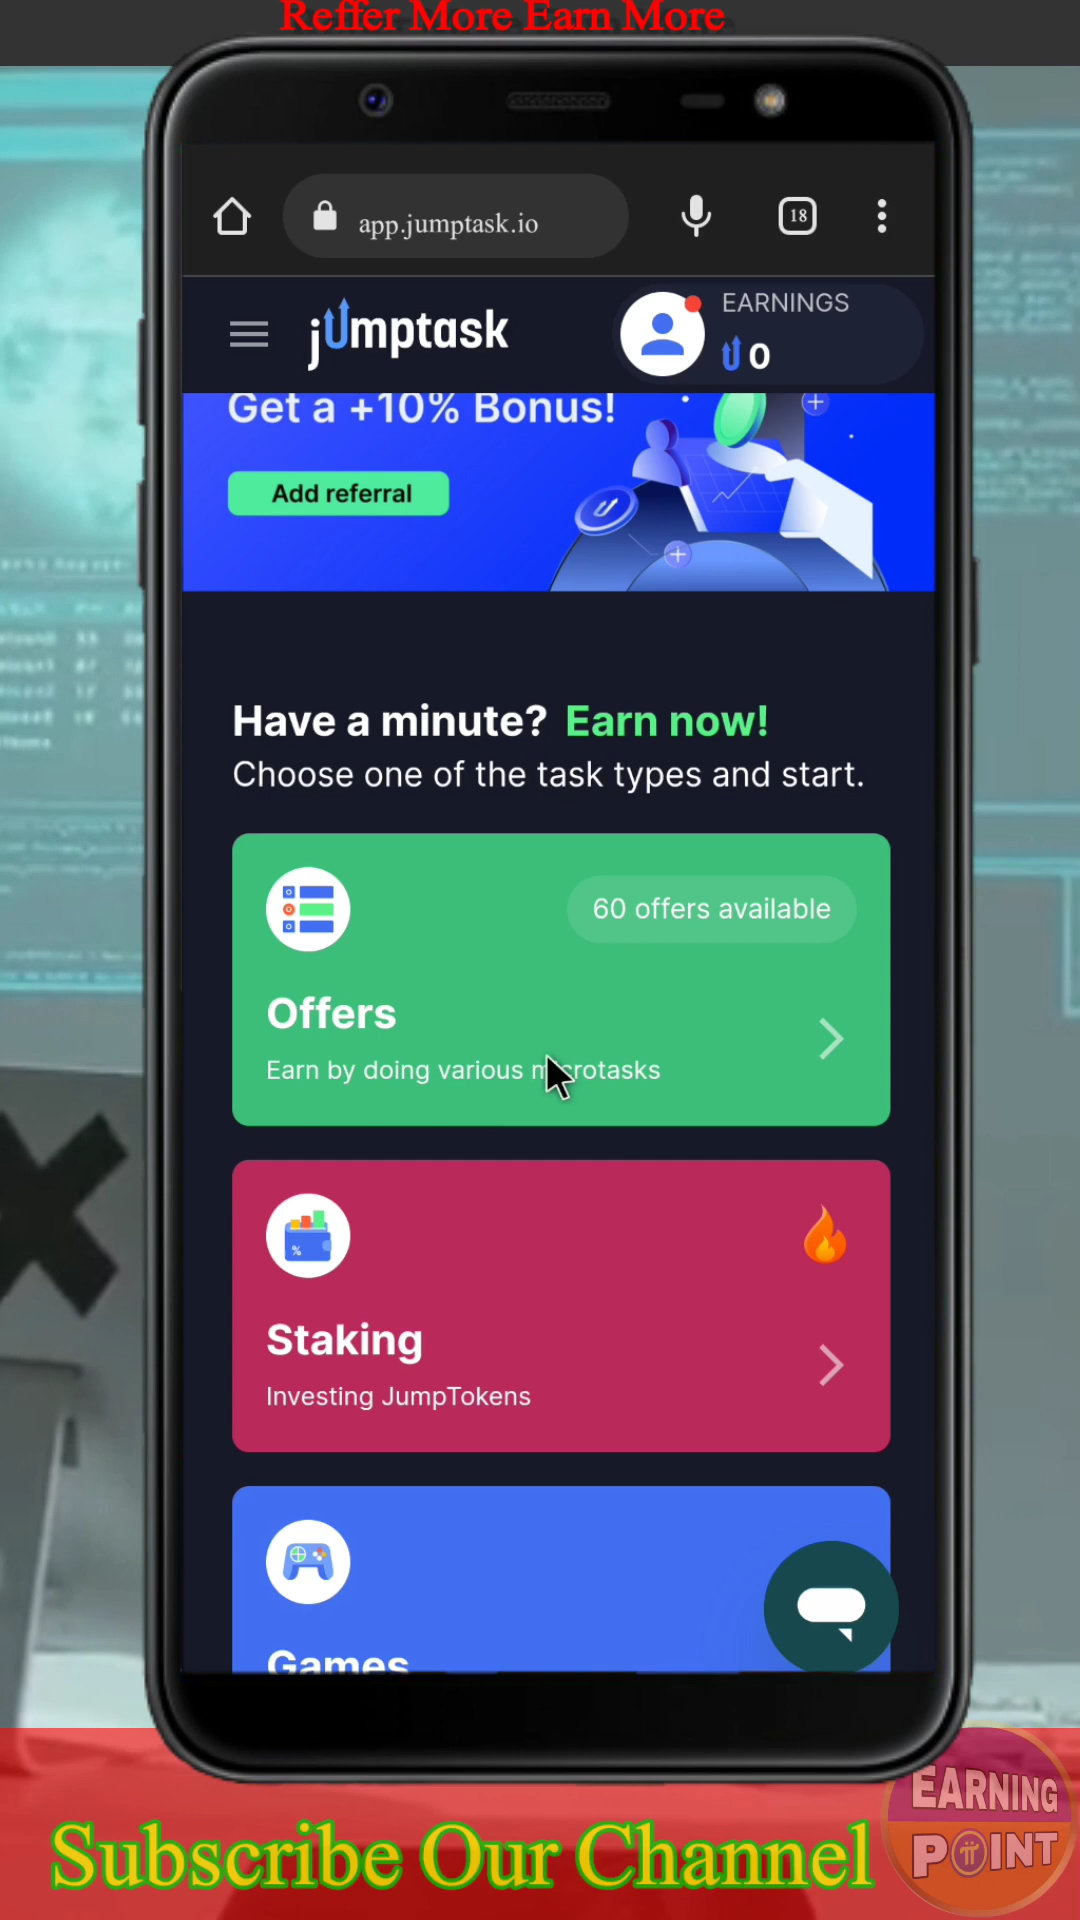 Reffer More Earn More
app.jumptask.io
18
jumptask
EARNINGS
0
Get a +10% Bonus!
Add referral
Have a minute? Earn now!
Choose one of the task types and start.
60 offers available
Offers
Earn by doing various microtasks
Staking
Investing JumpTokens
Games
EARNING
POINT
Subscribe Our Channel